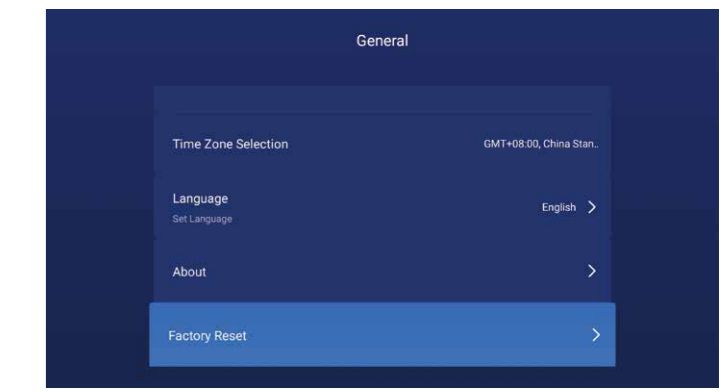 General
Time Zone Selection
GMT+08:00, China Stan..
Language
English
Set Language
About
Factory Reset